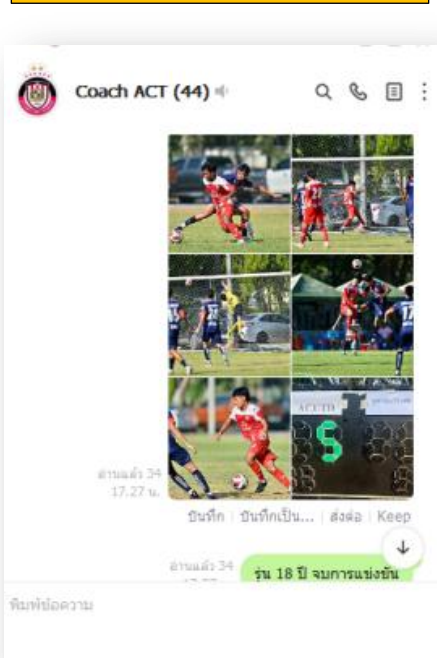 Coach ACT (44)
ACUTH
5
อ่านแล้ว 34
17.27 น.
บันทึก | บันทึกเป็น... | ส่งต่อ | Keep
อ่านแล้ว 34
รุ่น 18 ปี จบการแข่งขัน
พิมพ์ข้อความ